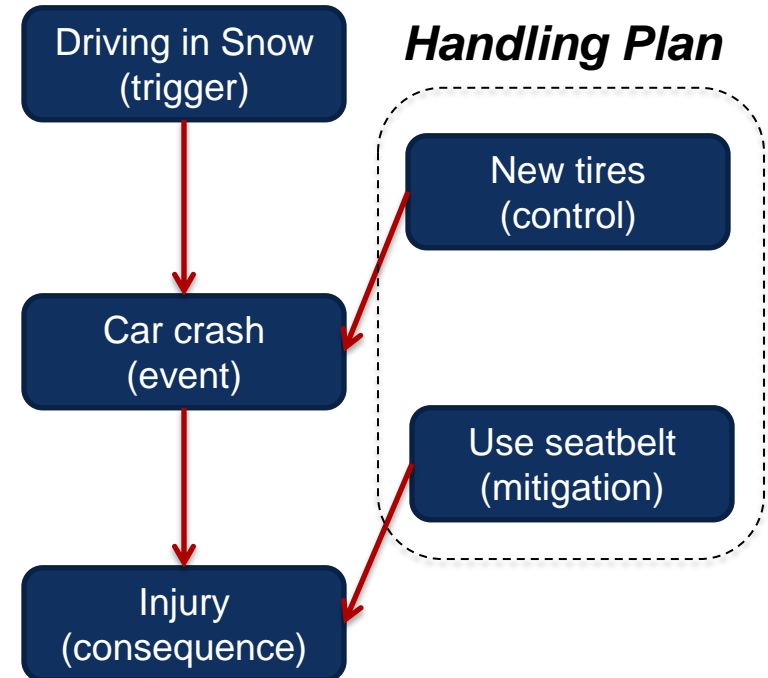 Driving in Snow
(trigger)
Handling Plan
New tires
(control)
Car crash
(event)
Use seatbelt
(mitigation)
Injury
(consequence)